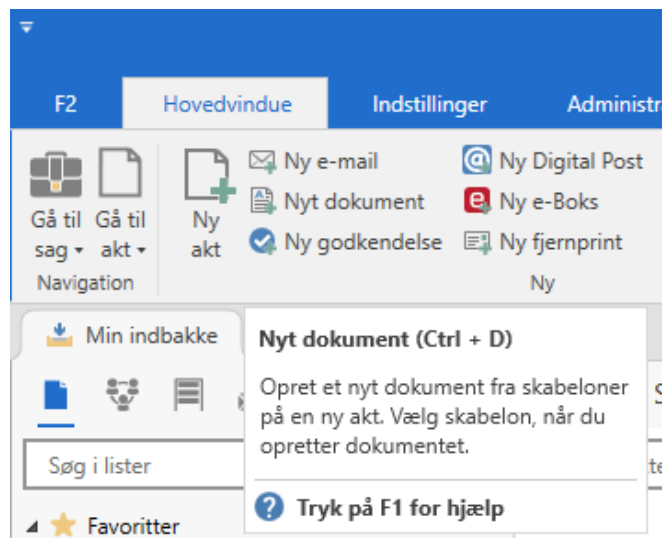 F2 Hovedvindue Indstillinger Administr
Gå til sag Gå til akt
Navigation
Ny akt
Ny e-mail
Nyt dokument
Ny godkendelse
Ny Digital Post
Ny e-Boks
Ny fjernprint
Ny
Min indbakke
Nyt dokument (Ctrl + D)
Opret et nyt dokument fra skabeloner
på en ny akt. Vælg skabelon, når du
opretter dokumentet.
Tryk på F1 for hjælp
Søg i lister
Favoritter